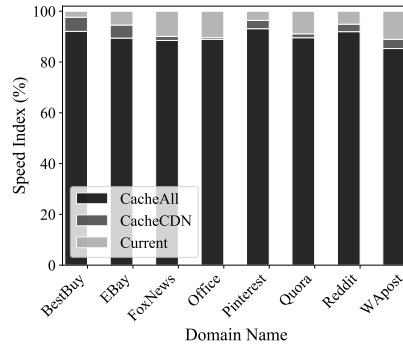 100
80
60
40
20
0
Speed Index (%)
CacheAll
CacheCDN
Current
BestBuy
EBay
FoxNews
Office
Pinterest
Quora
Reddit
WApost
Domain Name